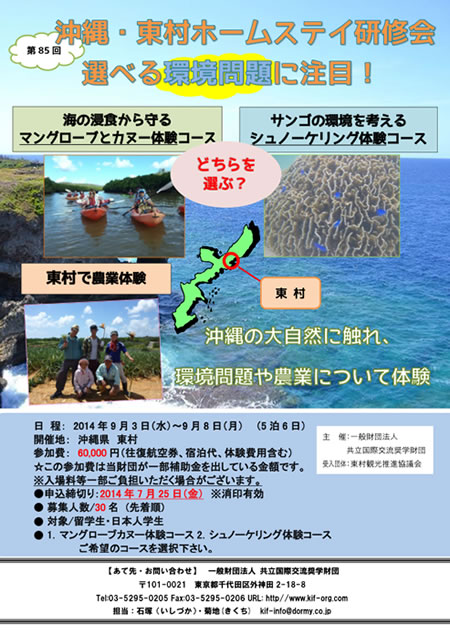 第85回
沖縄・東村ホームステイ研修会
選べる環境問題に注目！
海の浸食から守る
マングローブとカヌー体験コース
サンゴの環境を考える
シュノーケリング体験コース
どちらを
選ぶ？
東村で農業体験
東 村
沖縄の大自然に触れ、
環境問題や農業について体験
日 程： 2014年9月3日(水)～9月8日(月) （5泊6日）
開催地： 沖縄県 東村
参加費： 60,000円(往復航空券、宿泊代、体験費用含む)
☆この参加費は当財団が一部補助金を出している金額です。
※入場料等一部ご負担いただく場合がございます。
●申込締切り：2014年7月25日(金) ※消印有効
● 募集人数/30名 (先着順)
● 対象/留学生・日本人学生
● 1. マングローブカヌー体験コース 2. シュノーケリング体験コース
ご希望のコースを選択下さい。
主 催：一般財団法人
共立国際交流奨学財団
受入団体：東村観光推進協議会
【あて先・お問い合わせ】 一般財団法人 共立国際交流奨学財団
〒101-0021 東京都千代田区外神田2-18-8
Tel:03-5295-0205 Fax:03-5295-0206 URL: http://www.kif-org.com
担当：石塚（いしづか）・菊地(きくち) kif-info@dormy.co.jp